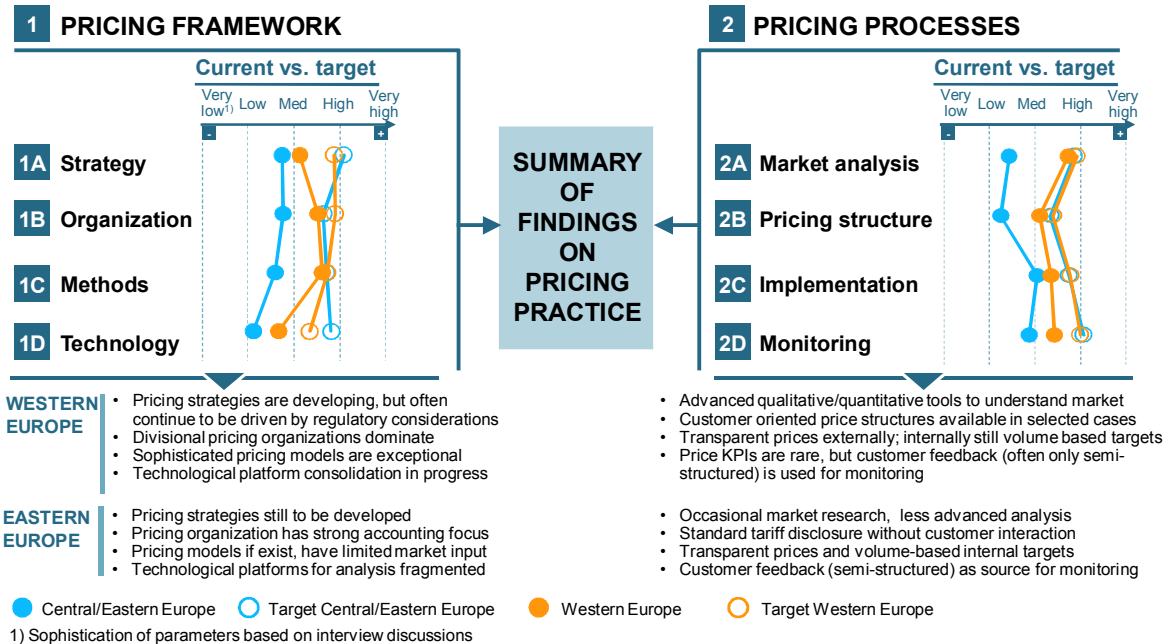 1 PRICING FRAMEWORK
Current vs. target
Very low1) Low Med High Very high
- +
1A Strategy
1B Organization
1C Methods
1D Technology
SUMMARY
OF
FINDINGS
ON
PRICING
PRACTICE
2 PRICING PROCESSES
Current vs. target
Very low Low Med High Very high
- +
2A Market analysis
2B Pricing structure
2C Implementation
2D Monitoring
WESTERN
EUROPE
• Pricing strategies are developing, but often
continue to be driven by regulatory considerations
• Divisional pricing organizations dominate
• Sophisticated pricing models are exceptional
• Technological platform consolidation in progress
• Advanced qualitative/quantitative tools to understand market
• Customer oriented price structures available in selected cases
• Transparent prices externally; internally still volume based targets
• Price KPIs are rare, but customer feedback (often only semi-
structured) is used for monitoring
EASTERN
EUROPE
• Pricing strategies still to be developed
• Pricing organization has strong accounting focus
• Pricing models if exist, have limited market input
• Technological platforms for analysis fragmented
• Occasional market research, less advanced analysis
• Standard tariff disclosure without customer interaction
• Transparent prices and volume-based internal targets
• Customer feedback (semi-structured) as source for monitoring
Central/Eastern Europe Target Central/Eastern Europe Western Europe Target Western Europe
1) Sophistication of parameters based on interview discussions